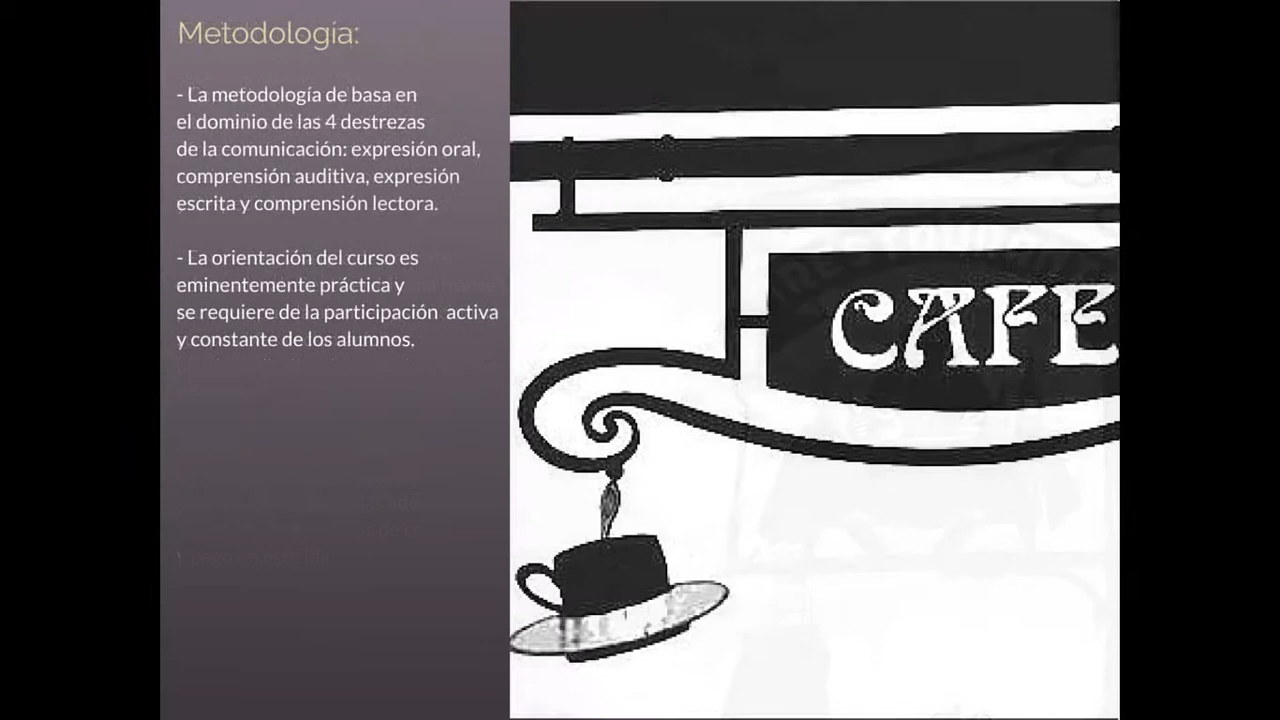 Metodología:
- La metodología de basa en
el dominio de las 4 destrezas
de la comunicación: expresión oral,
comprensión auditiva, expresión
escrita y comprensión lectora.
- La orientación del curso es
eminentemente práctica y
se requiere de la participación activa
y constante de los alumnos.
CAFE